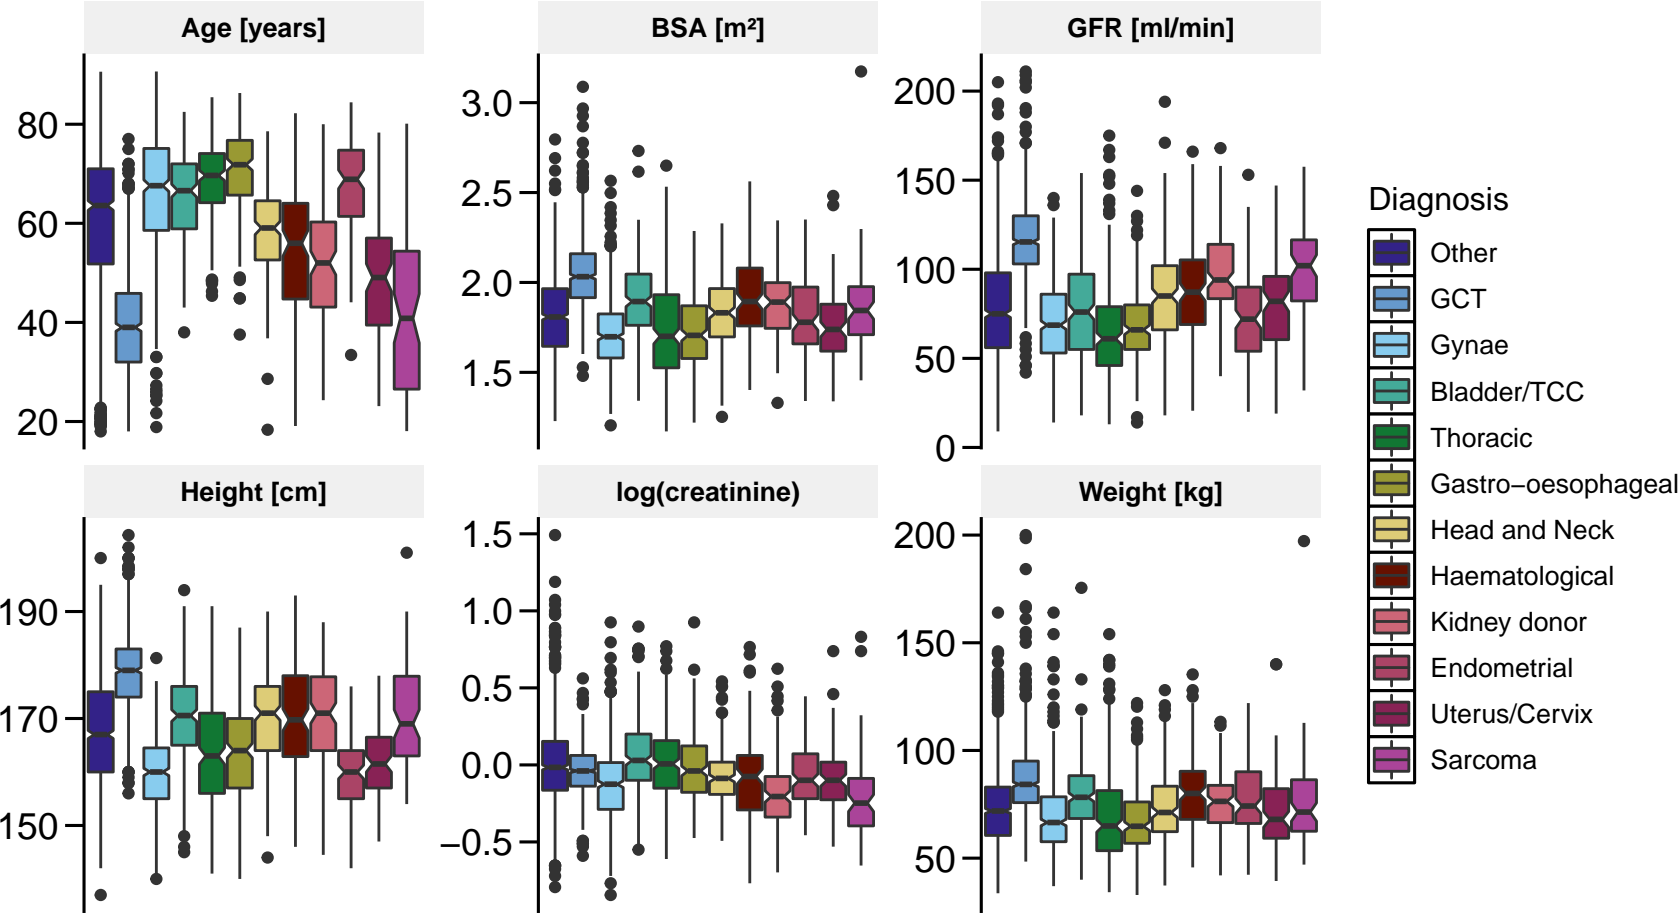 Age [years]
BSA [m²]
GFR [ml/min]
80
60
40
20
3.0
2.5
2.0
1.5
200
150
100
50
0
Height [cm]
log(creatinine)
Weight [kg]
190
170
150
1.5
1.0
0.5
0.0
−0.5
200
150
100
50
Diagnosis
Other
GCT
Gynae
Bladder/TCC
Thoracic
Gastro−oesophageal
Head and Neck
Haematological
Kidney donor
Endometrial
Uterus/Cervix
Sarcoma